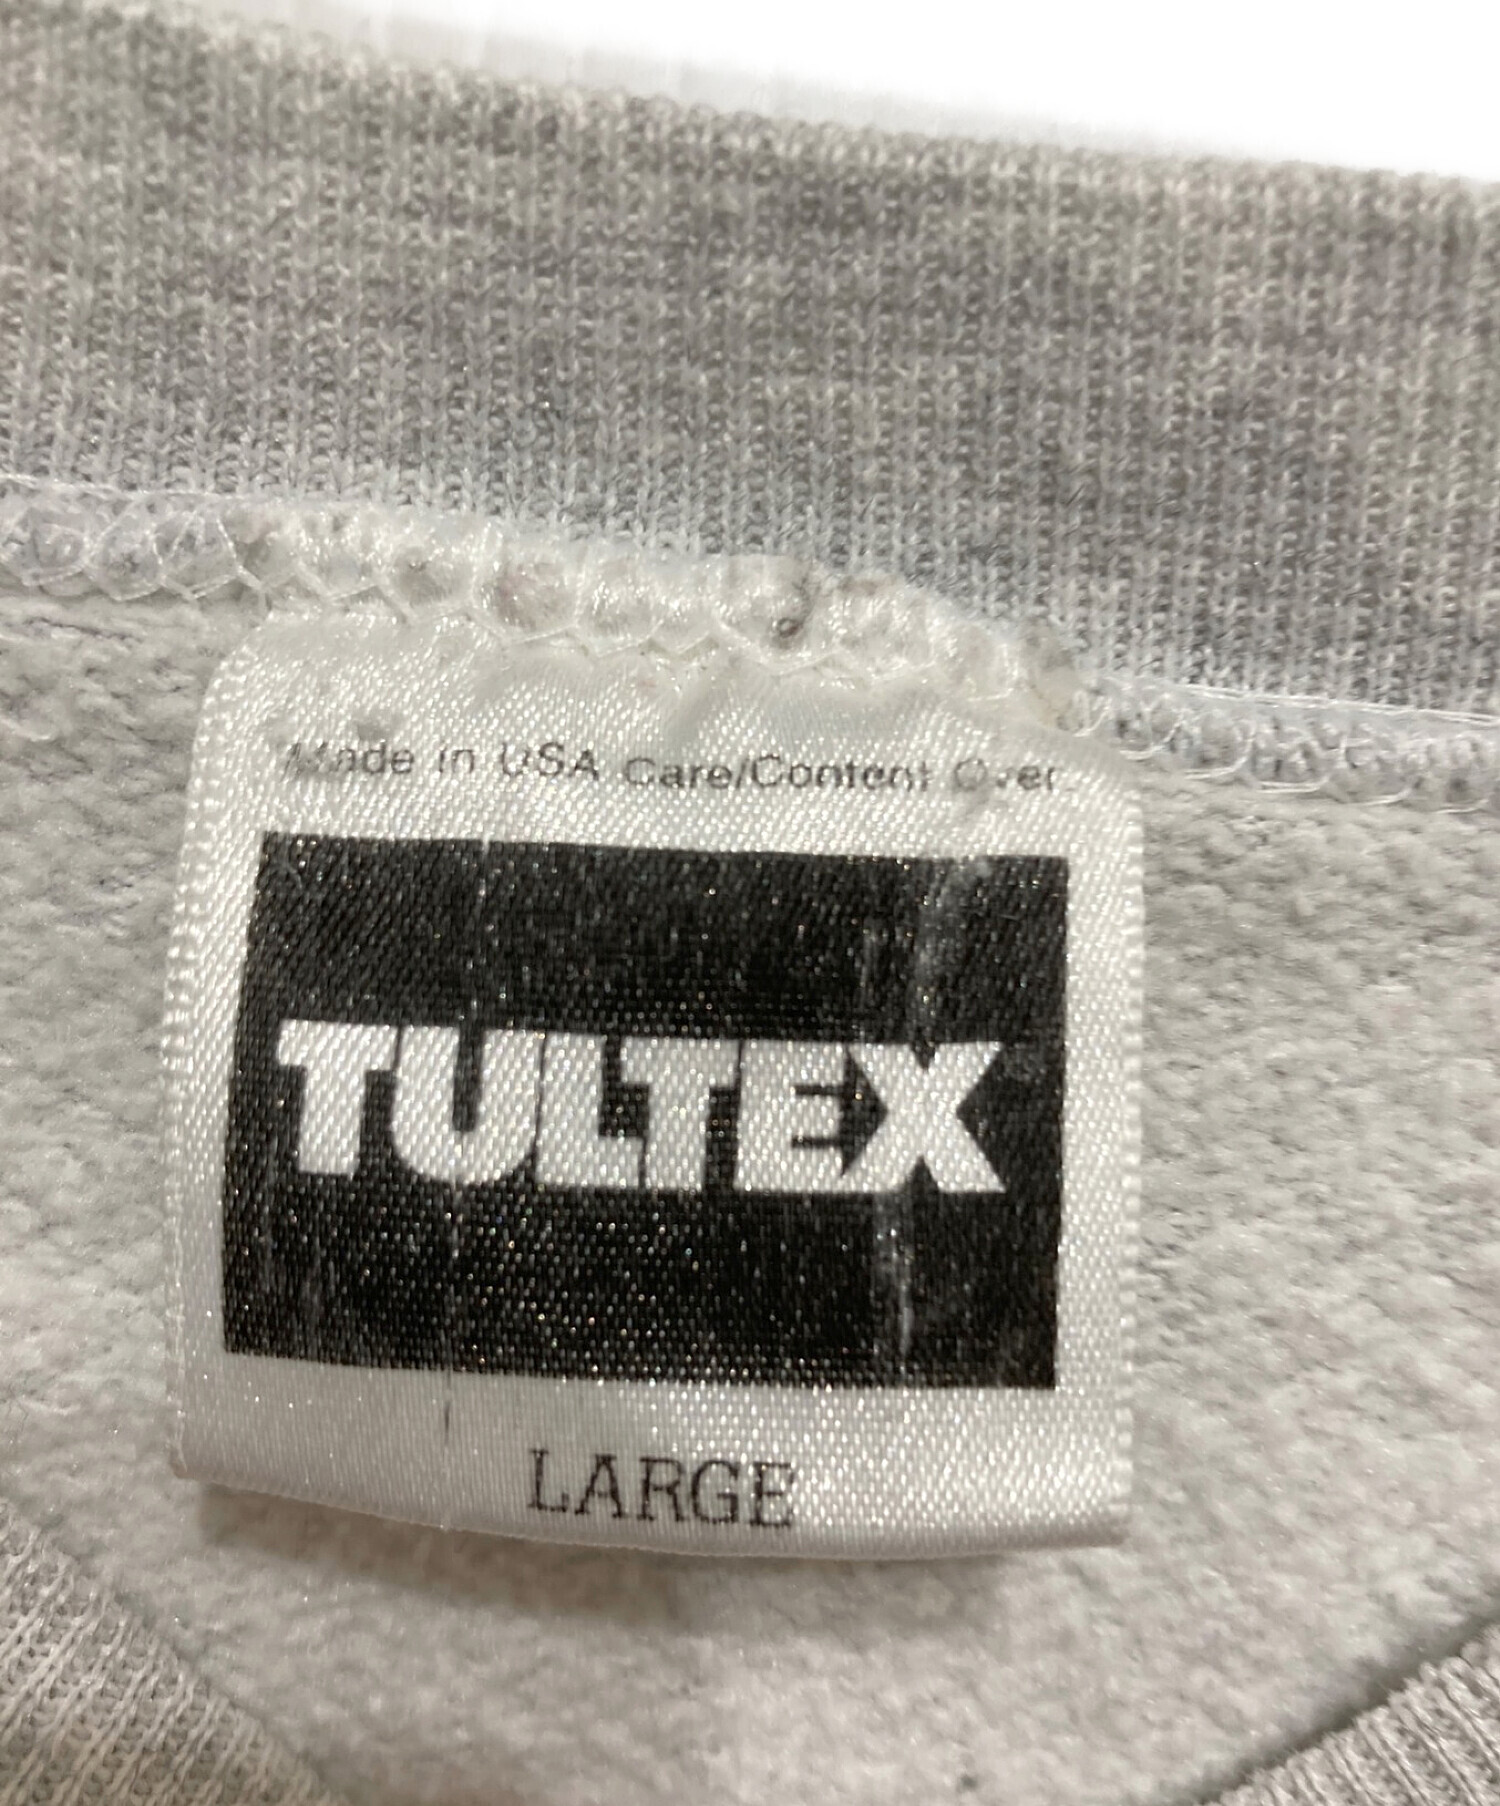 Made in USA Care/Content Over
TULTEX
LARGE